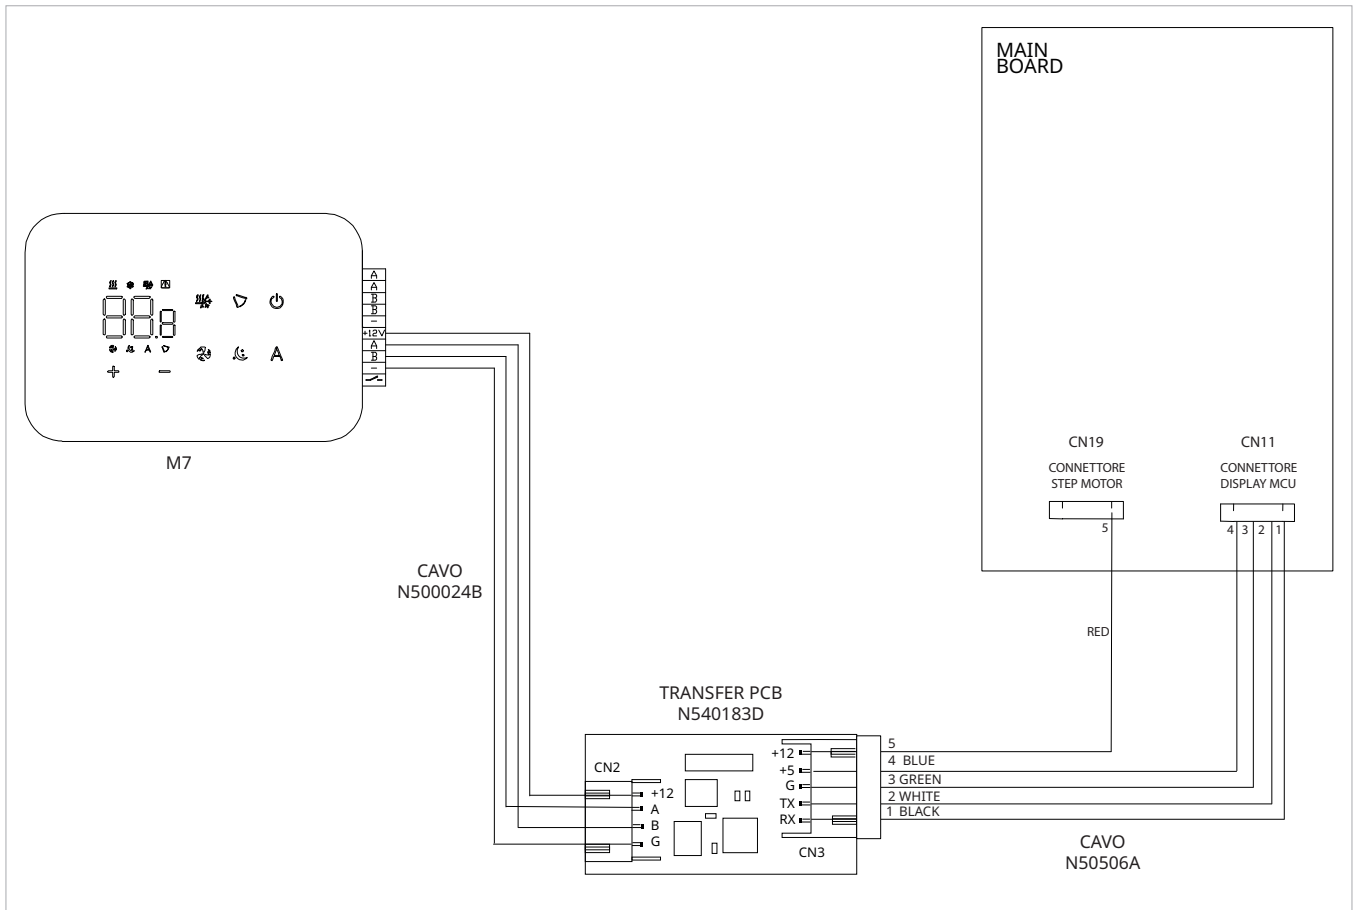 MAIN
BOARD
A
A
B
B
–
+12V
A
B
–
88.8
A
+
–
A
M7
CN19
CN11
CONNETTORE
STEP MOTOR
CONNETTORE
DISPLAY MCU
5
4 3 2 1
CAVO
N500024B
RED
TRANSFER PCB
N540183D
CN2
+12
A
B
G
+12
+5
G
TX
RX
CN3
5
4 BLUE
3 GREEN
2 WHITE
1 BLACK
CAVO
N50506A